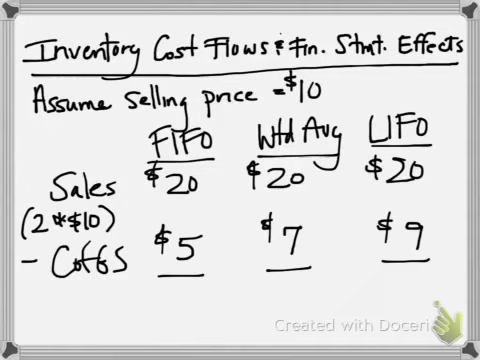 Inventory Cost Flows & Fin. Stmt. Effects
Assume selling price = $10
FIFO Wtd Avg LIFO
Sales $20 $20 $20
(2 * $10)
- CofGS $5 $7 $9
Created with Doceri